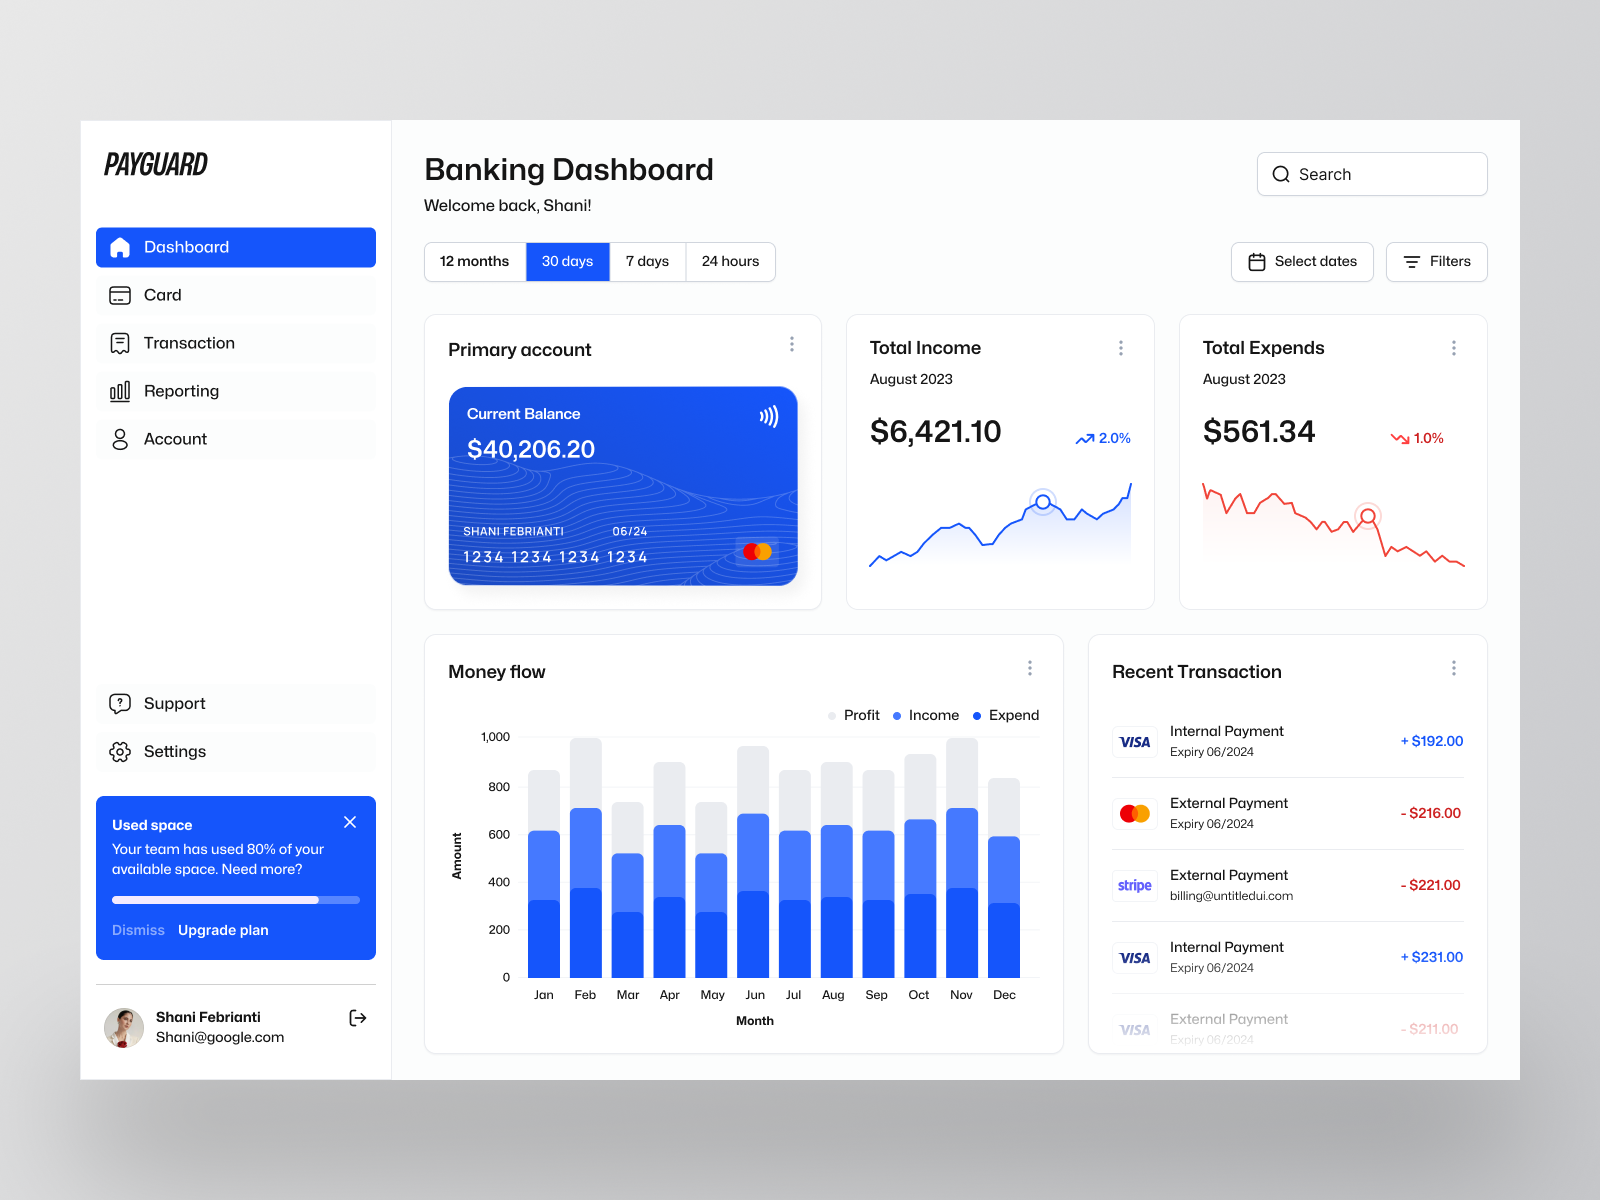 PAYGUARD
Dashboard
Card
Transaction
Reporting
Account
Support
Settings
Used space
Your team has used 80% of your
available space. Need more?
Dismiss Upgrade plan
Shani Febrianti
Shani@google.com
Banking Dashboard
Welcome back, Shani!
Search
12 months 30 days 7 days 24 hours
Select dates Filters
Primary account
Current Balance
$40,206.20
SHANI FEBRIANTI 06/24
1234 1234 1234 1234
Total Income
August 2023
$6,421.10 2.0%
Total Expends
August 2023
$561.34 1.0%
Money flow
Profit Income Expend
1,000
800
600
400
200
0
Amount
Jan Feb Mar Apr May Jun Jul Aug Sep Oct Nov Dec
Month
Recent Transaction
VISA Internal Payment + $192.00
Expiry 06/2024
External Payment - $216.00
Expiry 06/2024
stripe External Payment - $221.00
billing@untitledui.com
VISA Internal Payment + $231.00
Expiry 06/2024
VISA External Payment - $211.00
Expiry 06/2024